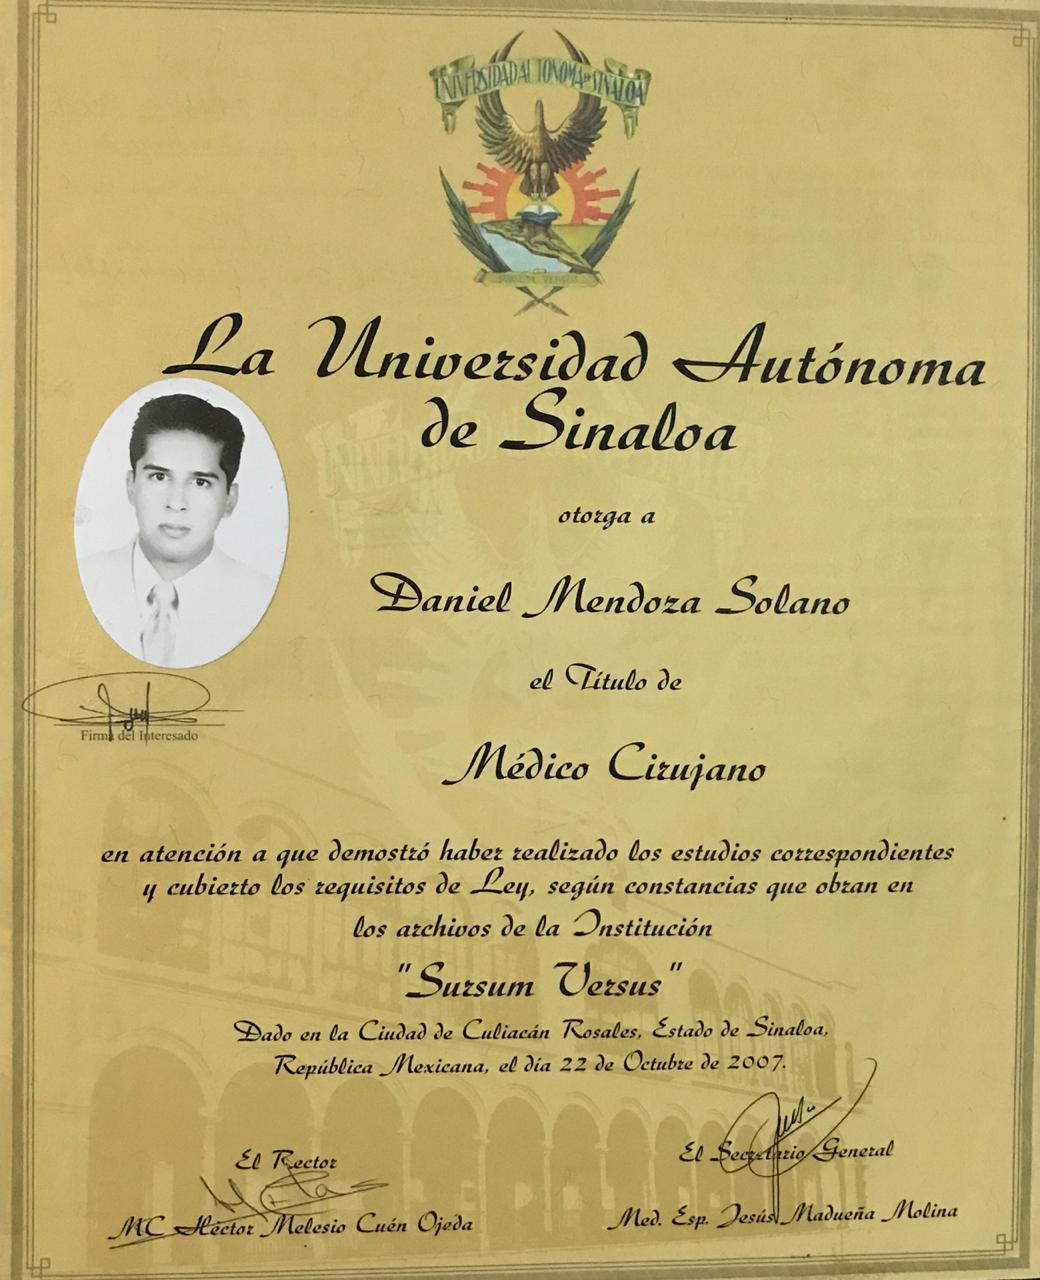 UNIVERSIDAD AUTONOMA DE SINALOA
La Universidad Autónoma
de Sinaloa
otorga a
Daniel Mendoza Solano
el Título de
Firma del Interesado
Médico Cirujano
en atención a que demostró haber realizado los estudios correspondientes
y cubierto los requisitos de Ley, según constancias que obran en
los archivos de la Institución
"Sursum Versus"
Dado en la Ciudad de Culiacán Rosales, Estado de Sinaloa,
República Mexicana, el día 22 de Octubre de 2007.
El Rector
El Secretario General
MC Héctor Melesio Cuén Ojeda
Med. Esp. Jesús Madueña Molina